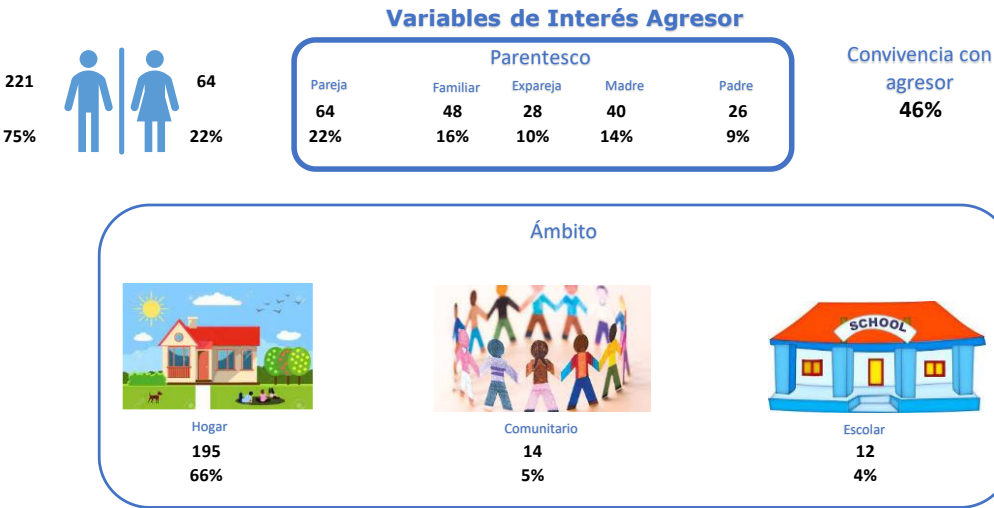 Variables de Interés Agresor
221
64
75%
22%
Parentesco
Pareja Familiar Expareja Madre Padre
64 48 28 40 26
22% 16% 10% 14% 9%
Convivencia con
agresor
46%
Ámbito
SCHOOL
Hogar Comunitario Escolar
195 14 12
66% 5% 4%